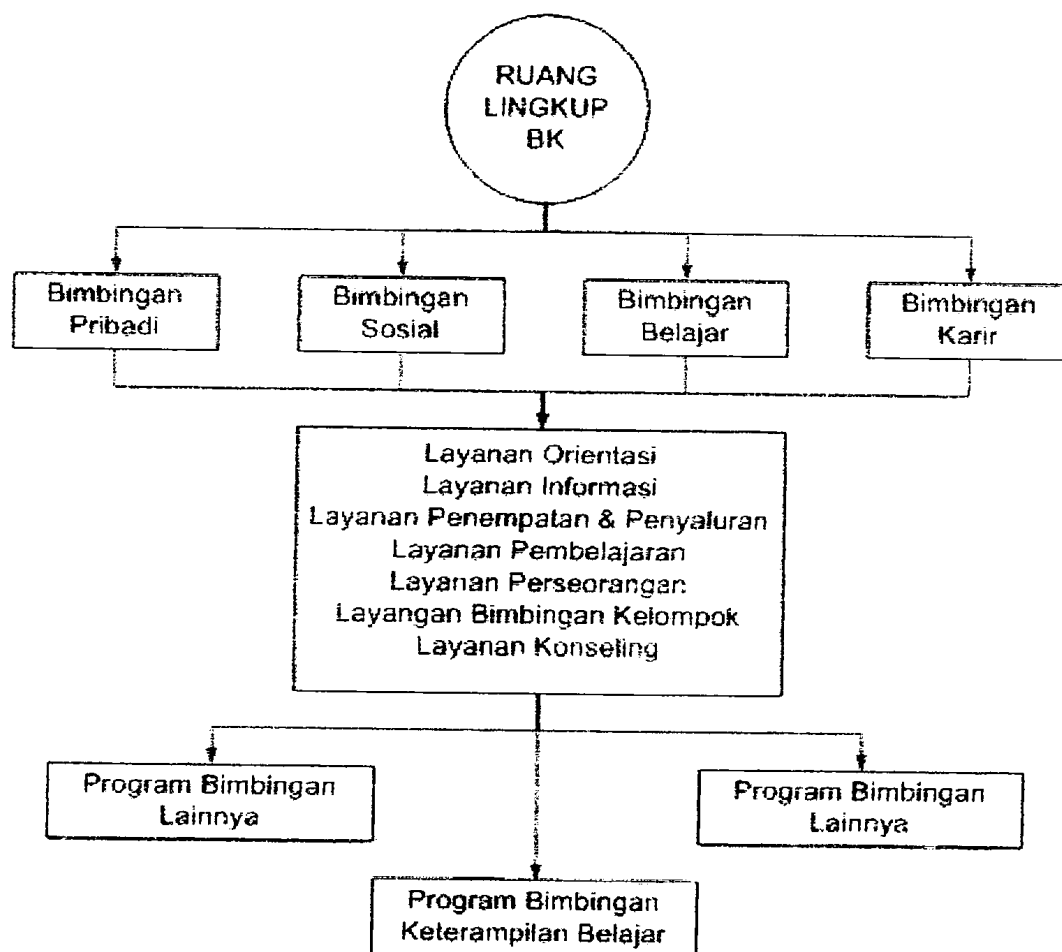 RUANG
LINGKUP
BK
Bimbingan
Pribadi
Bimbingan
Sosial
Bimbingan
Belajar
Bimbingan
Karir
Layanan Orientasi
Layanan Informasi
Layanan Penempatan & Penyaluran
Layanan Pembelajaran
Layanan Perseorangan
Layangan Bimbingan Kelompok
Layanan Konseling
Program Bimbingan
Lainnya
Program Bimbingan
Lainnya
Program Bimbingan
Keterampilan Belajar